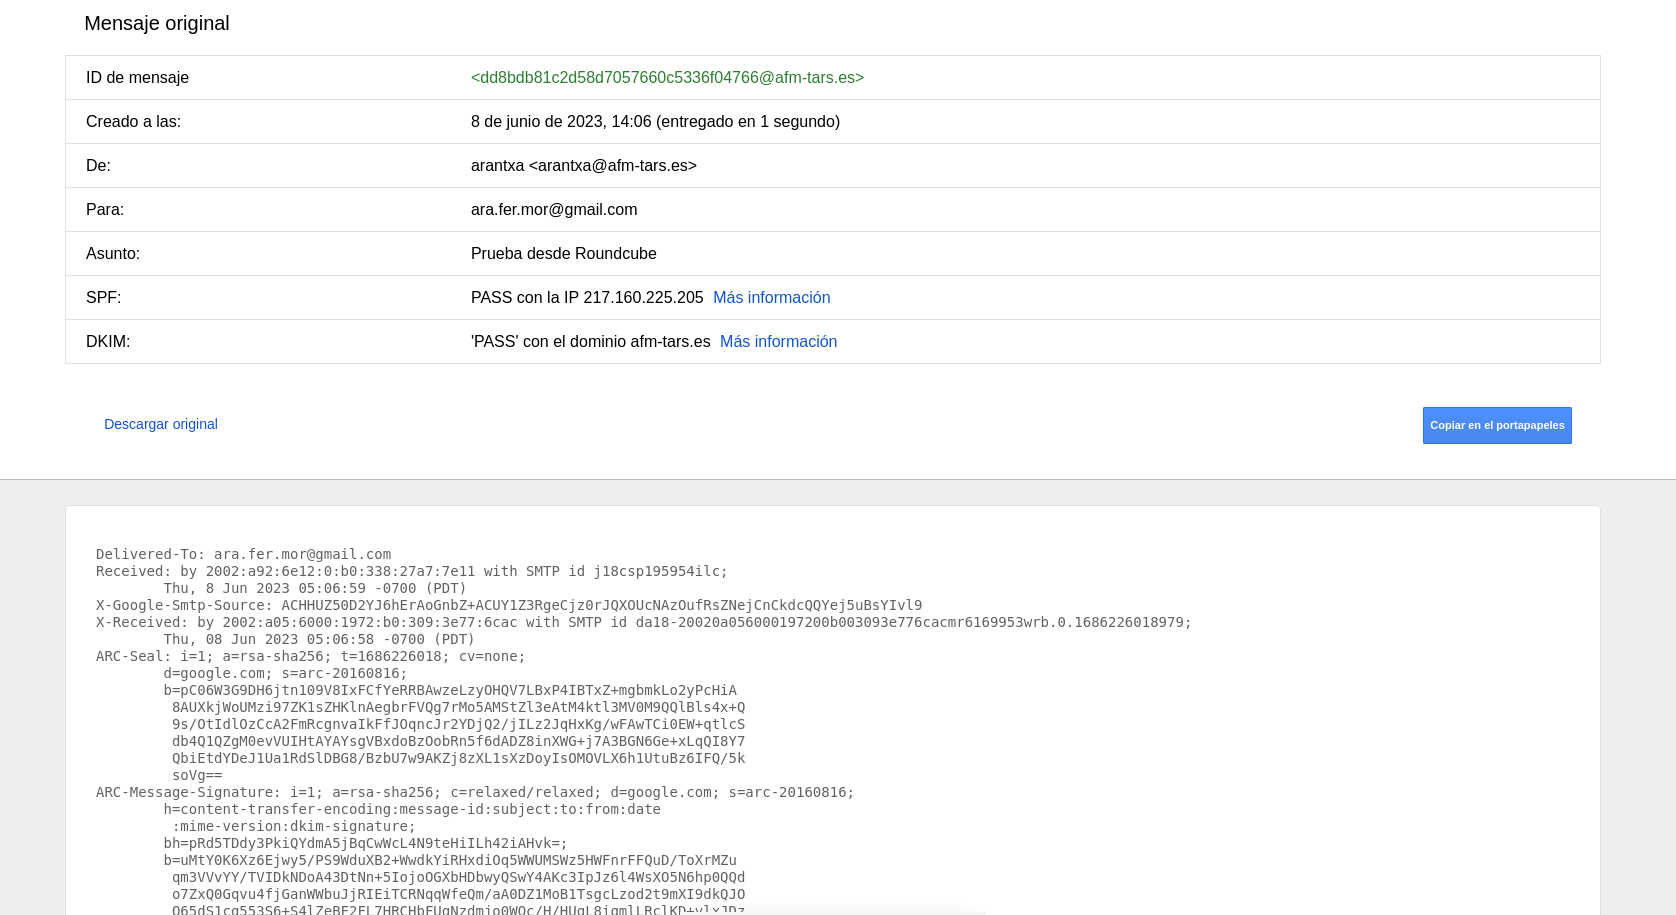 Mensaje original
ID de mensaje <dd8bdb81c2d58d7057660c5336f04766@afm-tars.es>
Creado a las: 8 de junio de 2023, 14:06 (entregado en 1 segundo)
De: arantxa <arantxa@afm-tars.es>
Para: ara.fer.mor@gmail.com
Asunto: Prueba desde Roundcube
SPF: PASS con la IP 217.160.225.205 Más información
DKIM: 'PASS' con el dominio afm-tars.es Más información
Descargar original Copiar en el portapapeles
Delivered-To: ara.fer.mor@gmail.com
Received: by 2002:a92:6e12:0:b0:338:27a7:7e11 with SMTP id j18csp195954ilc;
Thu, 8 Jun 2023 05:06:59 -0700 (PDT)
X-Google-Smtp-Source: ACHHUZ50D2YJ6hErAoGnbZ+ACUY1Z3RgeCjz0rJQXOUcNAzOufRsZNejCnCkdcQQYej5uBsYIvl9
X-Received: by 2002:a05:6000:1972:b0:309:3e77:6cac with SMTP id da18-20020a056000197200b003093e776cacmr6169953wrb.0.1686226018979;
Thu, 08 Jun 2023 05:06:58 -0700 (PDT)
ARC-Seal: i=1; a=rsa-sha256; t=1686226018; cv=none;
d=google.com; s=arc-20160816;
b=pC06W3G9DH6jtn109V8IxFCfYeRRBAwzeLzyOHQV7LBxP4IBTxZ+mgbmkLo2yPcHiA
8AUXkjWoUMzi97ZK1sZHKlnAegbrFVQg7rMo5AMStZl3eAtM4ktl3MV0M9QQlBls4x+Q
9s/OtIdlOzCcA2FmRcgnvaIkFfJOqncJr2YDjQ2/jILz2JqHxKg/wFAwTCi0EW+qtlcS
db4Q1QZgM0evVUIHtAYAYsgVBxdoBzOobRn5f6dADZ8inXWG+j7A3BGN6Ge+xLqQI8Y7
QbiEtdYDeJ1Ua1RdSlDBG8/BzbU7w9AKZj8zXL1sXzDoyIsOMOVLX6h1UtuBz6IFQ/5k
soVg==
ARC-Message-Signature: i=1; a=rsa-sha256; c=relaxed/relaxed; d=google.com; s=arc-20160816;
h=content-transfer-encoding:message-id:subject:to:from:date
:mime-version:dkim-signature;
bh=pRd5TDdy3PkiQYdmA5jBqCwWcL4N9teHiILh42iAHvk=;
b=uMtY0K6Xz6Ejwy5/PS9WduXB2+WwdkYiRHxdiOq5WWUMSWz5HWFnrFFQuD/ToXrMZu
qm3VVvYY/TVIDkNDoA43DtNn+5IojoOGXbHDbwyQSwY4AKc3IpJz6l4WsXO5N6hp0QQd
o7ZxQ0Gqvu4fjGanWWbuJjRIEiTCRNqqWfeQm/aA0DZ1MoB1TsgcLzod2t9mXI9dkQJO